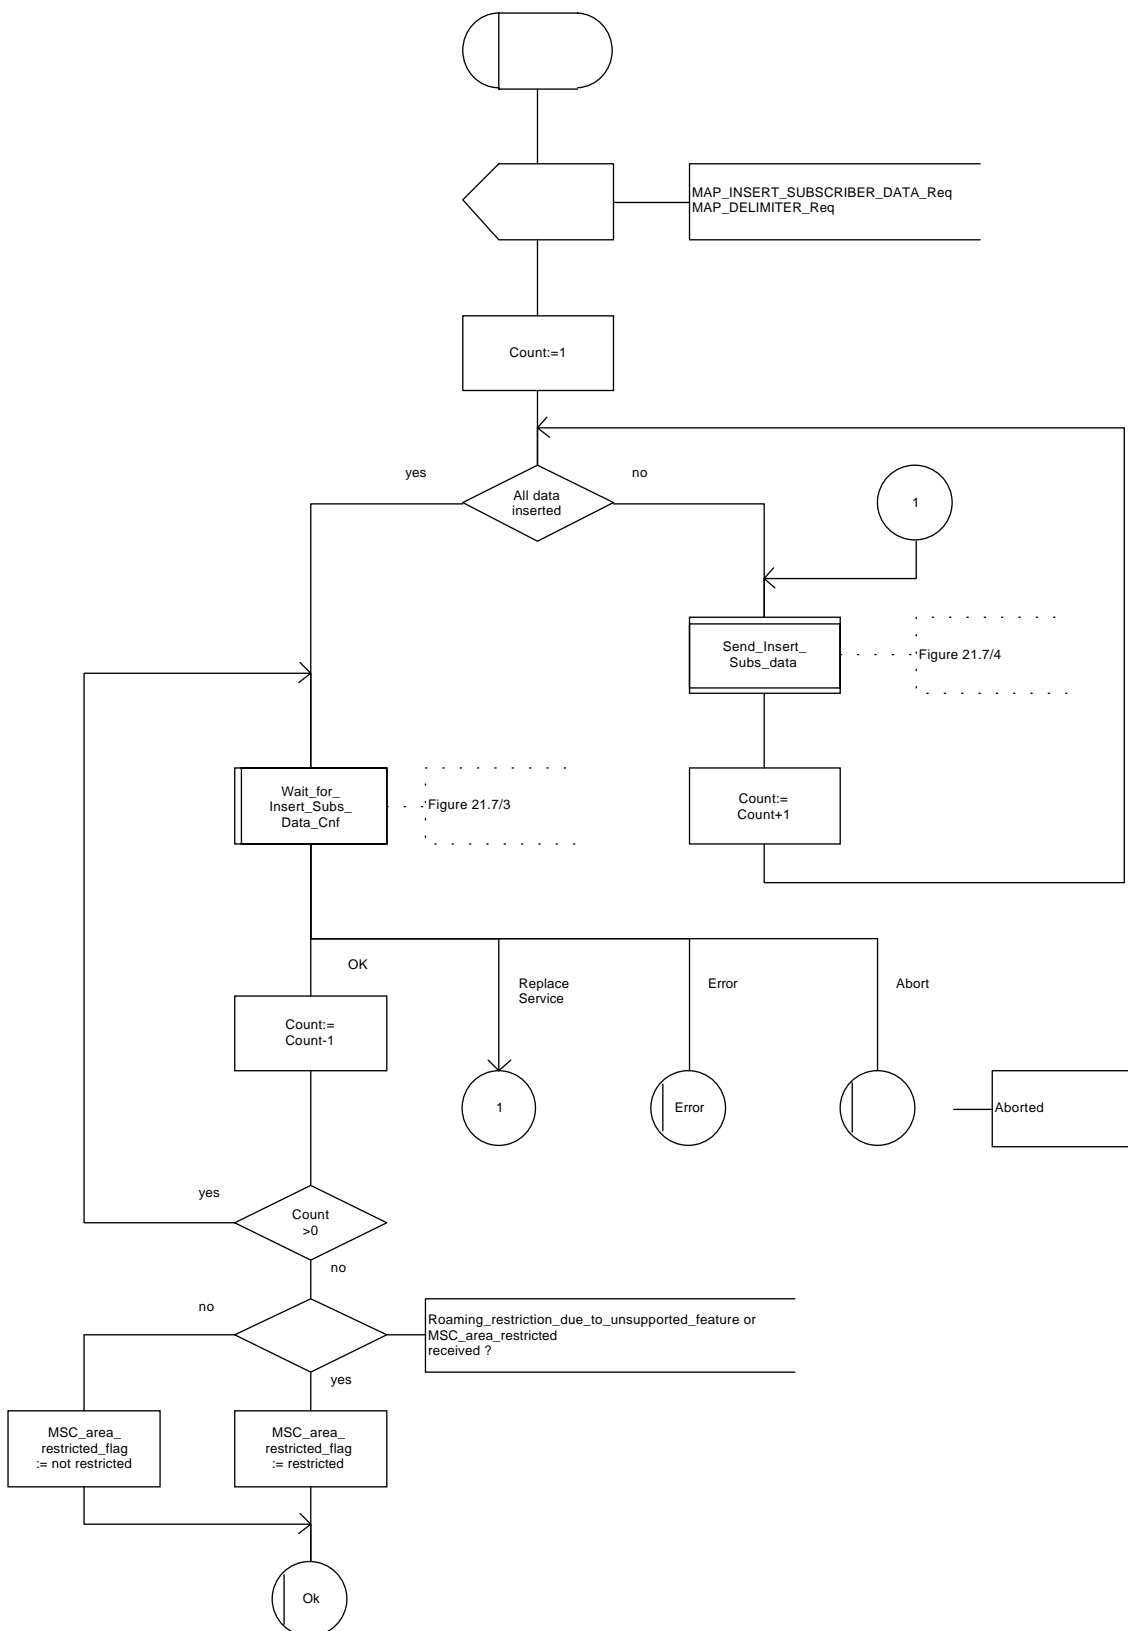 MAP_INSERT_SUBSCRIBER_DATA_Req
MAP_DELIMITER_Req
Count:=1
yes
no
All data
inserted
1
Send_Insert_
Subs_data
Figure 21.7/4
Wait_for_
Insert_Subs_
Data_Cnf
Figure 21.7/3
Count:=
Count+1
OK
Replace
Service
Error
Abort
Count:=
Count-1
1
Error
Aborted
yes
Count
>0
no
no
Roaming_restriction_due_to_unsupported_feature or
MSC_area_restricted
received ?
yes
MSC_area_
restricted_flag
:= not restricted
MSC_area_
restricted_flag
:= restricted
Ok